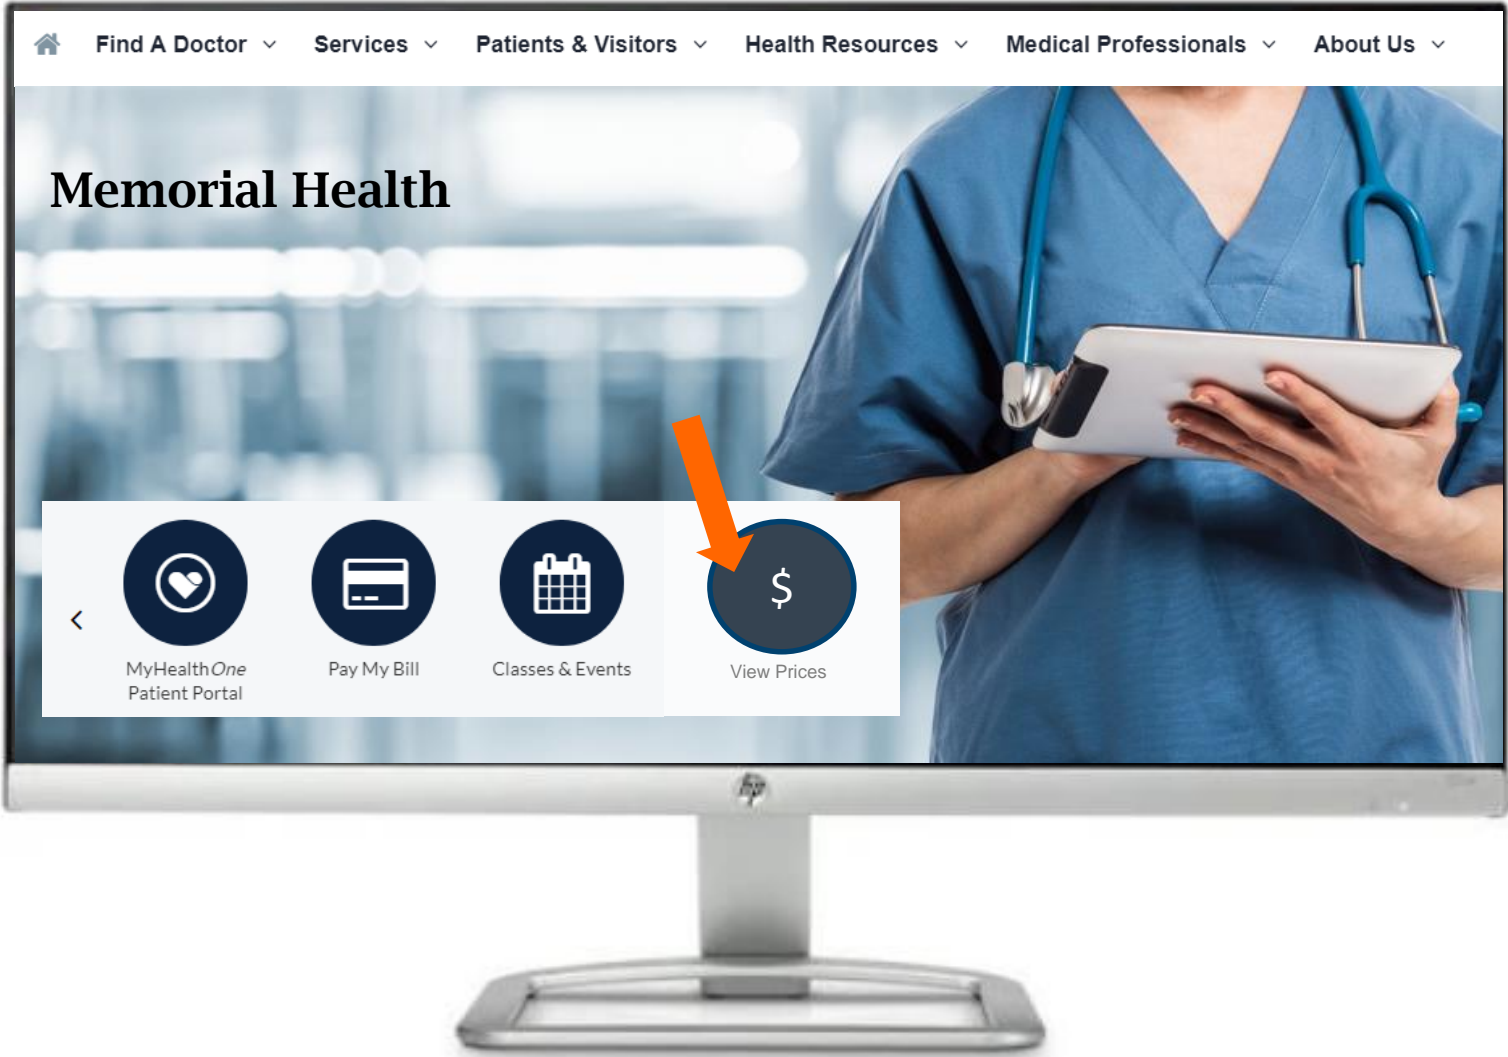 Find A Doctor
Services
Patients & Visitors
Health Resources
Medical Professionals
About Us
Memorial Health
$
MyHealthOne
Patient Portal
Pay My Bill
Classes & Events
View Prices
hp